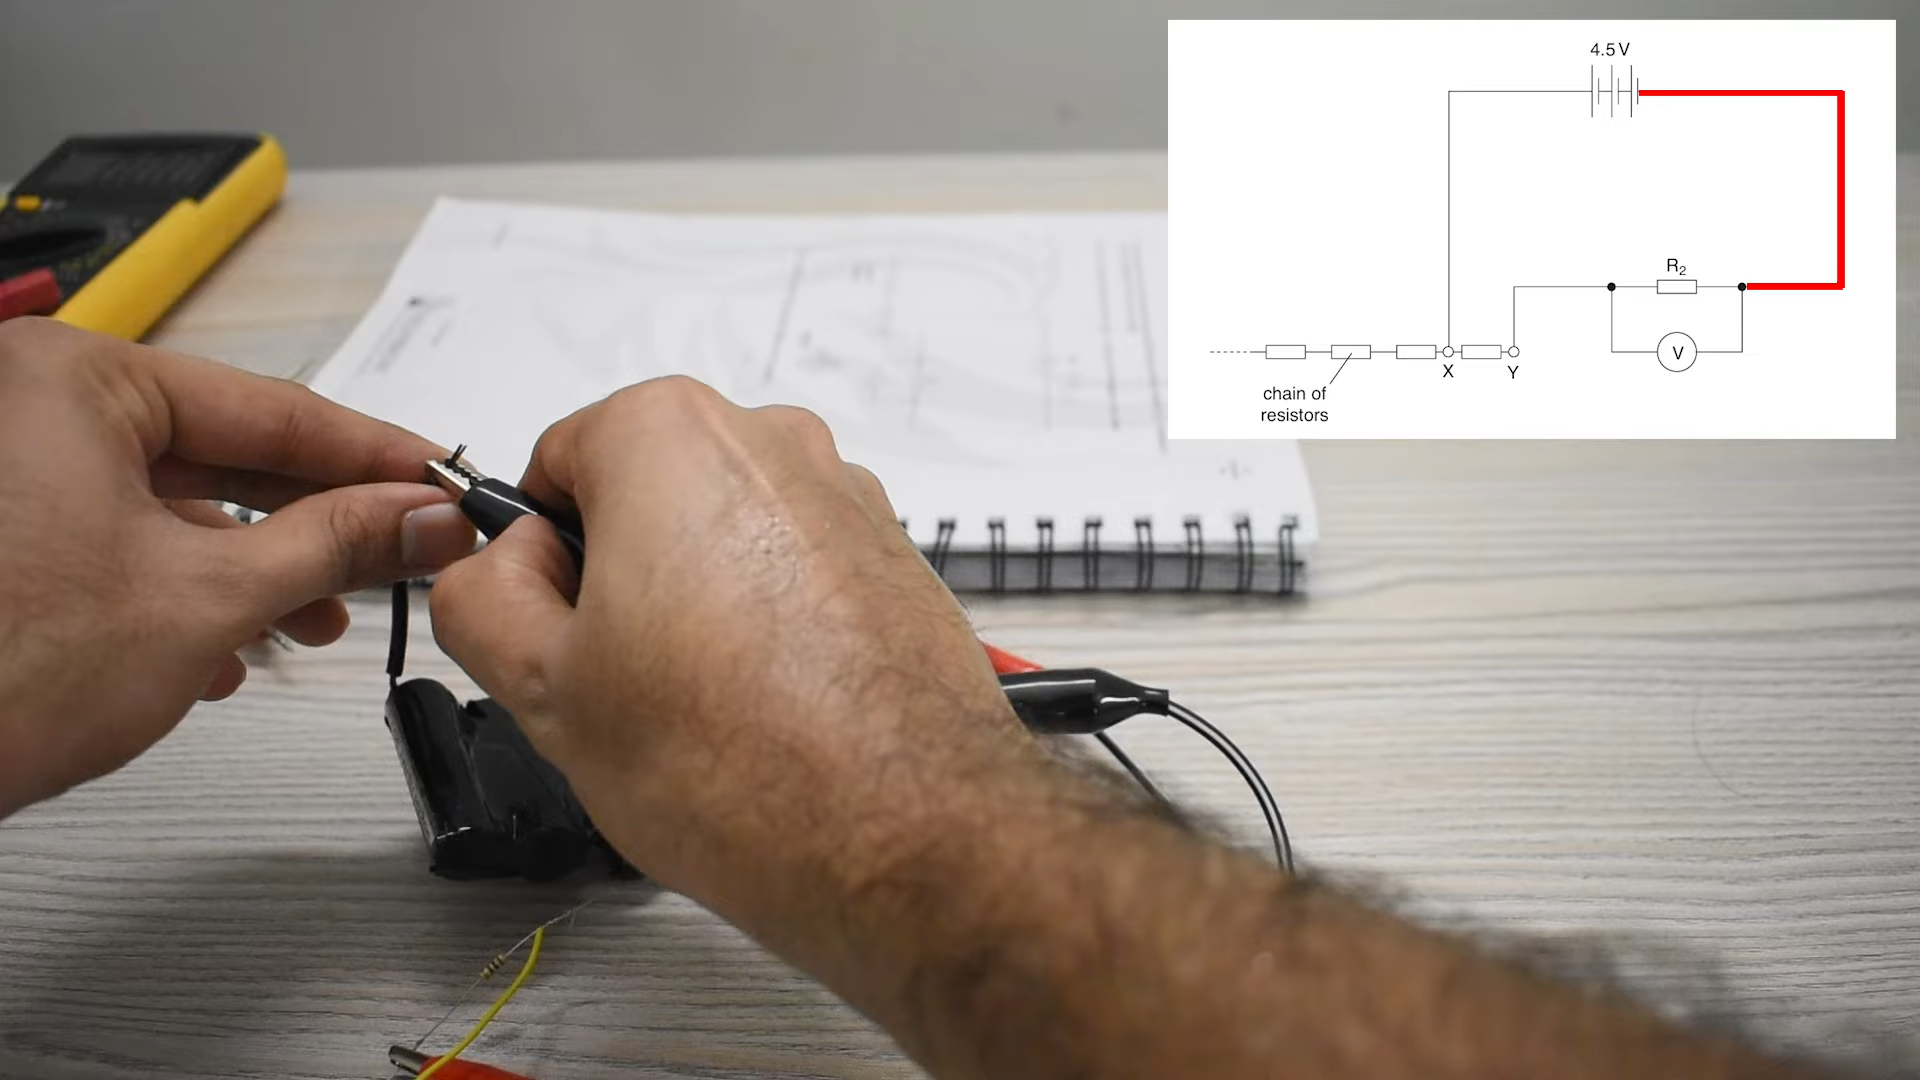 4.5 V
R2
V
X
Y
chain of
resistors